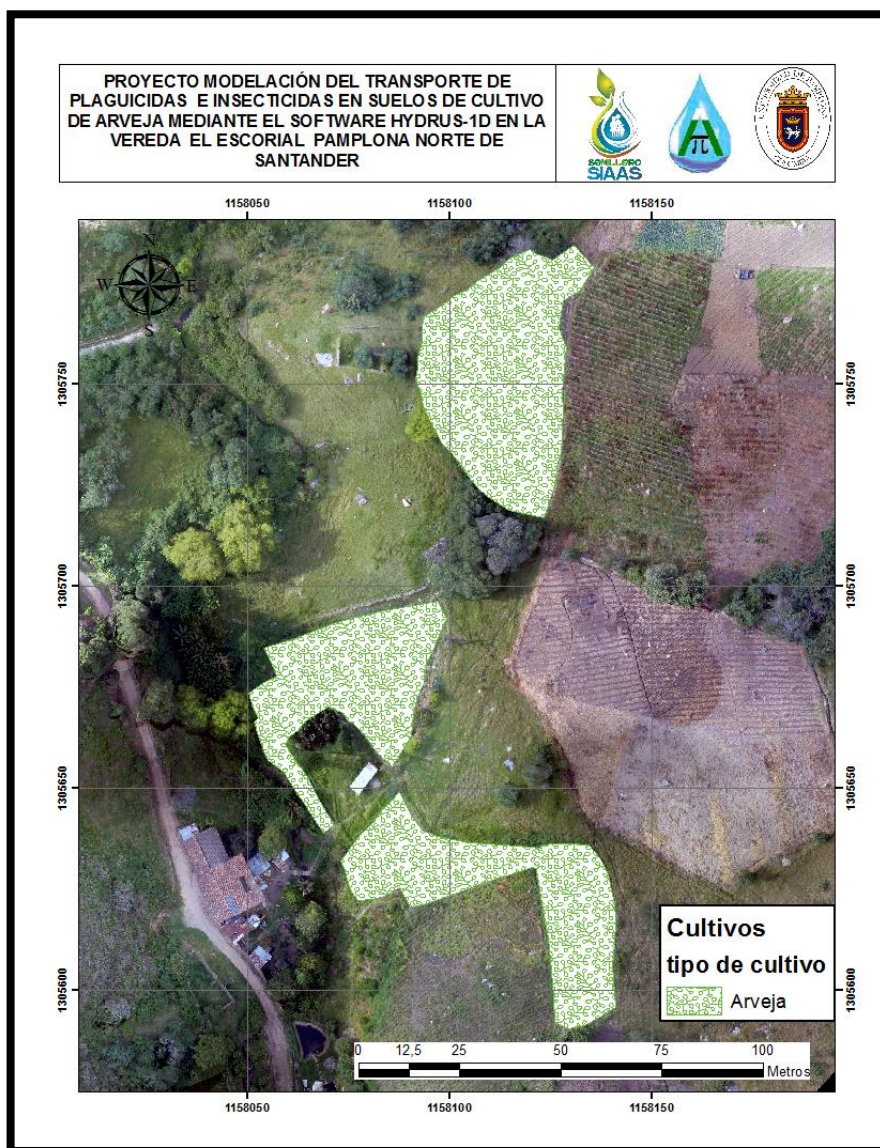 PROYECTO MODELACIÓN DEL TRANSPORTE DE
PLAGUICIDAS E INSECTICIDAS EN SUELOS DE CULTIVO
DE ARVEJA MEDIANTE EL SOFTWARE HYDRUS-1D EN LA
VEREDA EL ESCORIAL PAMPLONA NORTE DE
SANTANDER
SEMILLERO
SIAAS
A
π
1158050 1158100 1158150
N
W E
S
1305750 1305750
1305700 1305700
1305650 1305650
1305600 1305600
Cultivos
tipo de cultivo
Arveja
0 12,5 25 50 75 100
Metros
1158050 1158100 1158150